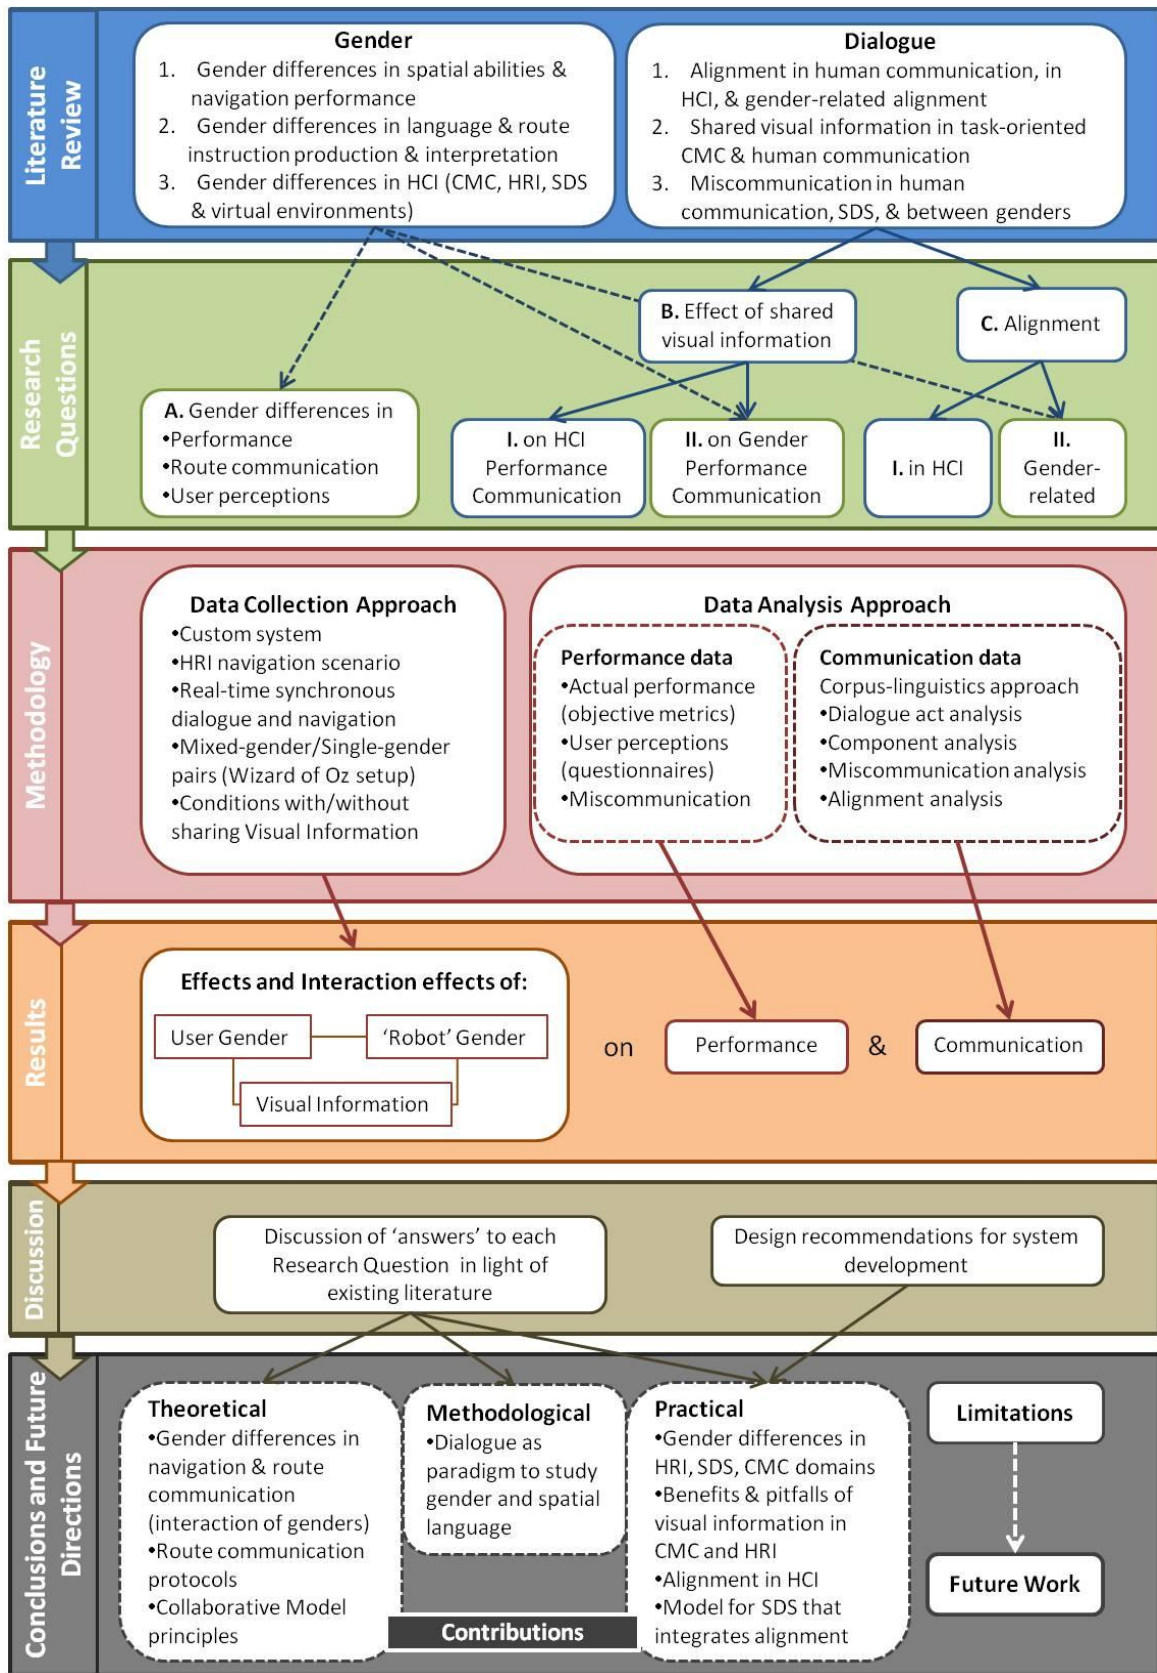 Literature
Review
Gender
1. Gender differences in spatial abilities &
navigation performance
2. Gender differences in language & route
instruction production & interpretation
3. Gender differences in HCI (CMC, HRI, SDS
& virtual environments)
Dialogue
1. Alignment in human communication, in
HCI, & gender-related alignment
2. Shared visual information in task-oriented
CMC & human communication
3. Miscommunication in human
communication, SDS, & between genders
Research
Questions
B. Effect of shared
visual information
C. Alignment
A. Gender differences in
•Performance
•Route communication
•User perceptions
I. on HCI
Performance
Communication
II. on Gender
Performance
Communication
I. in HCI
II.
Gender-
related
Methodology
Data Collection Approach
•Custom system
•HRI navigation scenario
•Real-time synchronous
dialogue and navigation
•Mixed-gender/Single-gender
pairs (Wizard of Oz setup)
•Conditions with/without
sharing Visual Information
Data Analysis Approach
Performance data
•Actual performance
(objective metrics)
•User perceptions
(questionnaires)
•Miscommunication
Communication data
Corpus-linguistics approach
•Dialogue act analysis
•Component analysis
•Miscommunication analysis
•Alignment analysis
Results
Effects and Interaction effects of:
User Gender
‘Robot’ Gender
Visual Information
on
Performance
&
Communication
Discussion
Discussion of ‘answers’ to each
Research Question in light of
existing literature
Design recommendations for system
development
Conclusions and Future
Directions
Theoretical
•Gender differences in
navigation & route
communication
(interaction of genders)
•Route communication
protocols
•Collaborative Model
principles
Methodological
•Dialogue as
paradigm to study
gender and spatial
language
Practical
•Gender differences in
HRI, SDS, CMC domains
•Benefits & pitfalls of
visual information in
CMC and HRI
•Alignment in HCI
•Model for SDS that
integrates alignment
Contributions
Limitations
Future Work